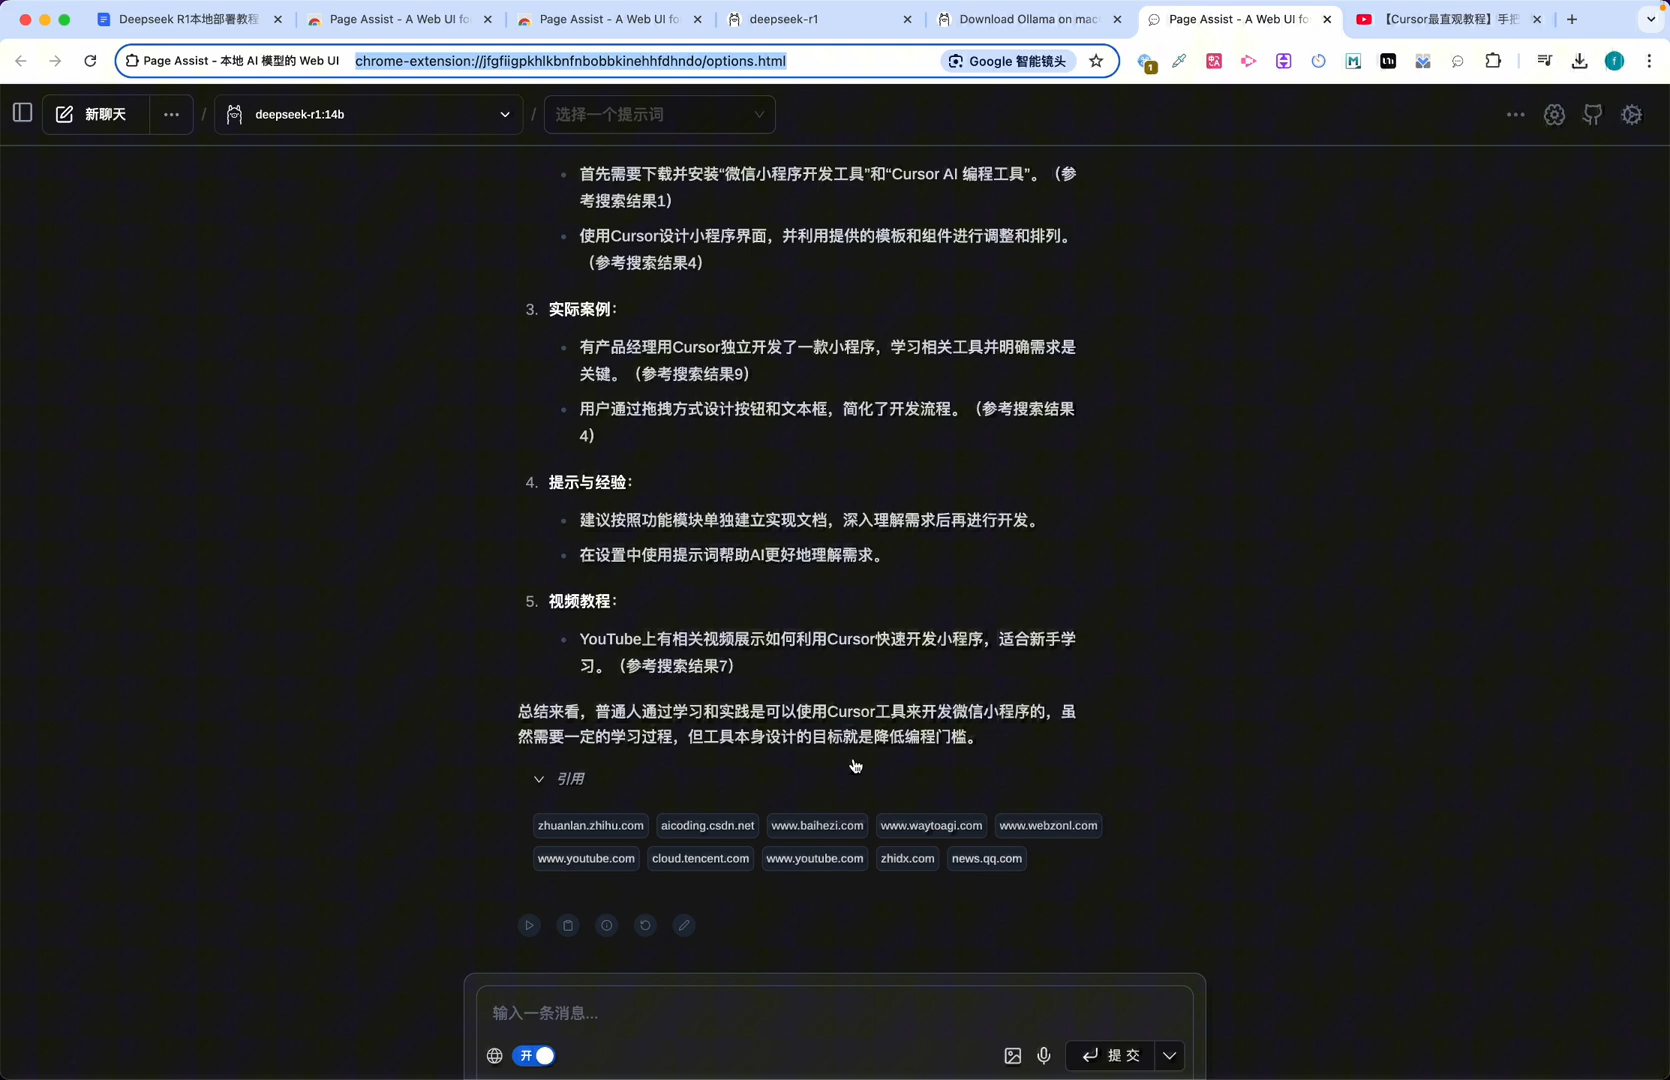 Deepseek R1本地部署教程
Page Assist - A Web UI fo
Page Assist - A Web UI fo
deepseek-r1
Download Ollama on mac
Page Assist - A Web UI fo
【Cursor最直观教程】手把
Page Assist - 本地 AI 模型的 Web UI
chrome-extension://jfgfiigpkhlkbnfnbobbkinehhfdhndo/options.html
Google 智能镜头
1
f
新聊天
/
deepseek-r1:14b
/
选择一个提示词
首先需要下载并安装“微信小程序开发工具”和“Cursor AI 编程工具”。（参
考搜索结果1）
使用Cursor设计小程序界面，并利用提供的模板和组件进行调整和排列。
（参考搜索结果4）
3. 实际案例：
有产品经理用Cursor独立开发了一款小程序，学习相关工具并明确需求是
关键。（参考搜索结果9）
用户通过拖拽方式设计按钮和文本框，简化了开发流程。（参考搜索结果
4）
4. 提示与经验：
建议按照功能模块单独建立实现文档，深入理解需求后再进行开发。
在设置中使用提示词帮助AI更好地理解需求。
5. 视频教程：
YouTube上有相关视频展示如何利用Cursor快速开发小程序，适合新手学
习。（参考搜索结果7）
总结来看，普通人通过学习和实践是可以使用Cursor工具来开发微信小程序的，虽
然需要一定的学习过程，但工具本身设计的目标就是降低编程门槛。
引用
zhuanlan.zhihu.com
aicoding.csdn.net
www.baihezi.com
www.waytoagi.com
www.webzonl.com
www.youtube.com
cloud.tencent.com
www.youtube.com
zhidx.com
news.qq.com
输入一条消息...
开
提 交